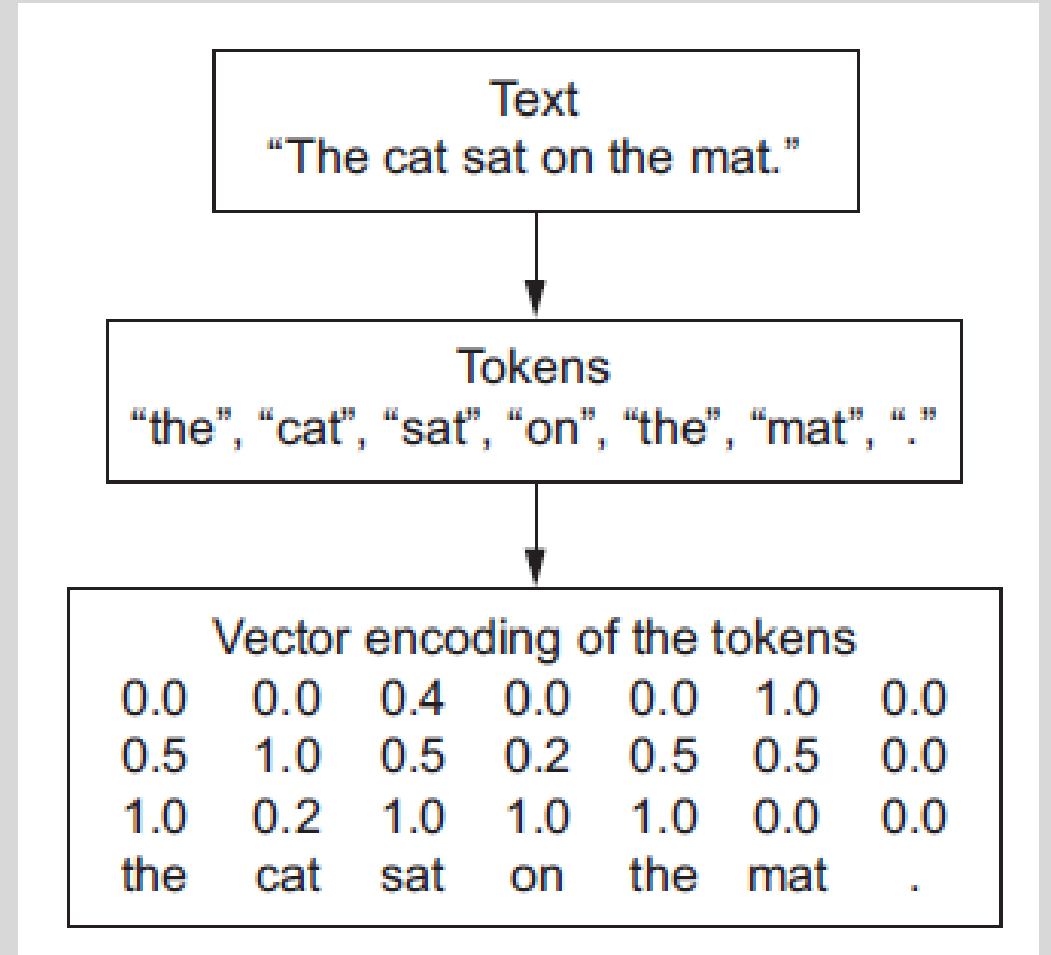 Text
“The cat sat on the mat.”
Tokens
“the”, “cat”, “sat”, “on”, “the”, “mat”, “.”
Vector encoding of the tokens
0.0 0.0 0.4 0.0 0.0 1.0 0.0
0.5 1.0 0.5 0.2 0.5 0.5 0.0
1.0 0.2 1.0 1.0 1.0 0.0 0.0
the cat sat on the mat .